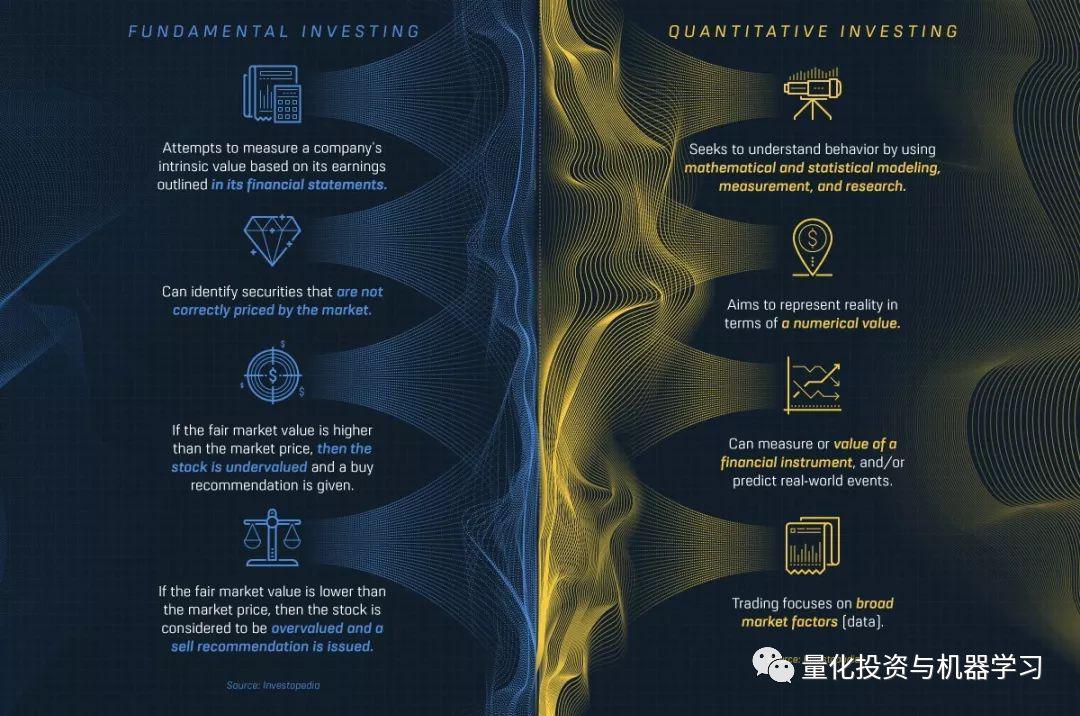 FUNDAMENTAL INVESTING
Attempts to measure a company's
intrinsic value based on its earnings
outlined in its financial statements.
Can identify securities that are not
correctly priced by the market.
If the fair market value is higher
than the market price, then the
stock is undervalued and a buy
recommendation is given.
If the fair market value is lower than
the market price, then the stock is
considered to be overvalued and a
sell recommendation is issued.
Source: Investopedia
QUANTITATIVE INVESTING
Seeks to understand behavior by using
mathematical and statistical modeling,
measurement, and research.
Aims to represent reality in
terms of a numerical value.
Can measure or value of a
financial instrument, and/or
predict real-world events.
Trading focuses on broad
market factors (data).
量化投资与机器学习